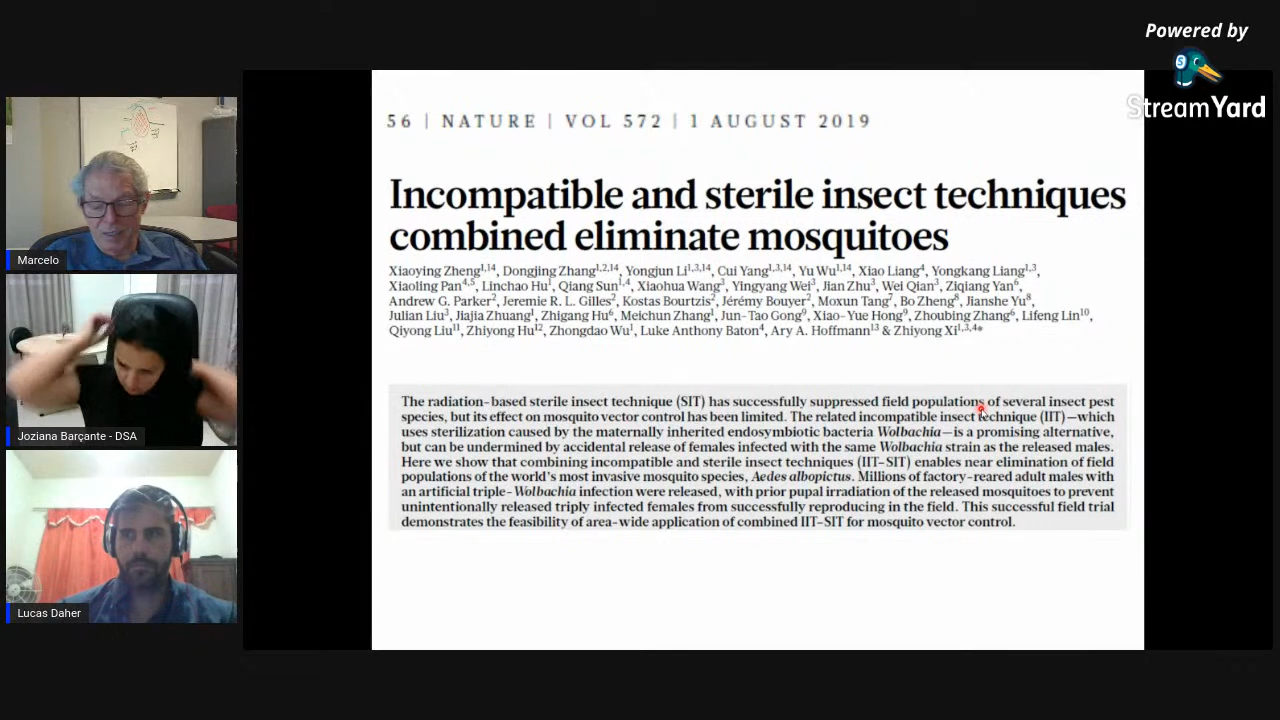 Powered by
StreamYard
Marcelo
Joziana Barçante - DSA
Lucas Daher
56 | NATURE | VOL 572 | 1 AUGUST 2019
Incompatible and sterile insect techniques
combined eliminate mosquitoes
Xiaoying Zheng1,14, Dongjing Zhang1,2,14, Yongjun Li1,3,14, Cui Yang1,3,14, Yu Wu1,14, Xiao Liang4, Yongkang Liang1,3,
Xiaoling Pan4,5, Linchao Hu1, Qiang Sun1,4, Xiaohua Wang3, Yingyang Wei3, Jian Zhu3, Wei Qian3, Ziqiang Yan6,
Andrew G. Parker2, Jeremie R. L. Gilles2, Kostas Bourtzis2, Jérémy Bouyer2, Moxun Tang7, Bo Zheng8, Jianshe Yu8,
Julian Liu3, Jiajia Zhuang1, Zhigang Hu6, Meichun Zhang1, Jun-Tao Gong9, Xiao-Yue Hong9, Zhoubing Zhang6, Lifeng Lin10,
Qiyong Liu11, Zhiyong Hu12, Zhongdao Wu1, Luke Anthony Baton4, Ary A. Hoffmann13 & Zhiyong Xi1,3,4*
The radiation-based sterile insect technique (SIT) has successfully suppressed field populations of several insect pest
species, but its effect on mosquito vector control has been limited. The related incompatible insect technique (IIT)—which
uses sterilization caused by the maternally inherited endosymbiotic bacteria Wolbachia—is a promising alternative,
but can be undermined by accidental release of females infected with the same Wolbachia strain as the released males.
Here we show that combining incompatible and sterile insect techniques (IIT–SIT) enables near elimination of field
populations of the world's most invasive mosquito species, Aedes albopictus. Millions of factory-reared adult males with
an artificial triple-Wolbachia infection were released, with prior pupal irradiation of the released mosquitoes to prevent
unintentionally released triply infected females from successfully reproducing in the field. This successful field trial
demonstrates the feasibility of area-wide application of combined IIT–SIT for mosquito vector control.